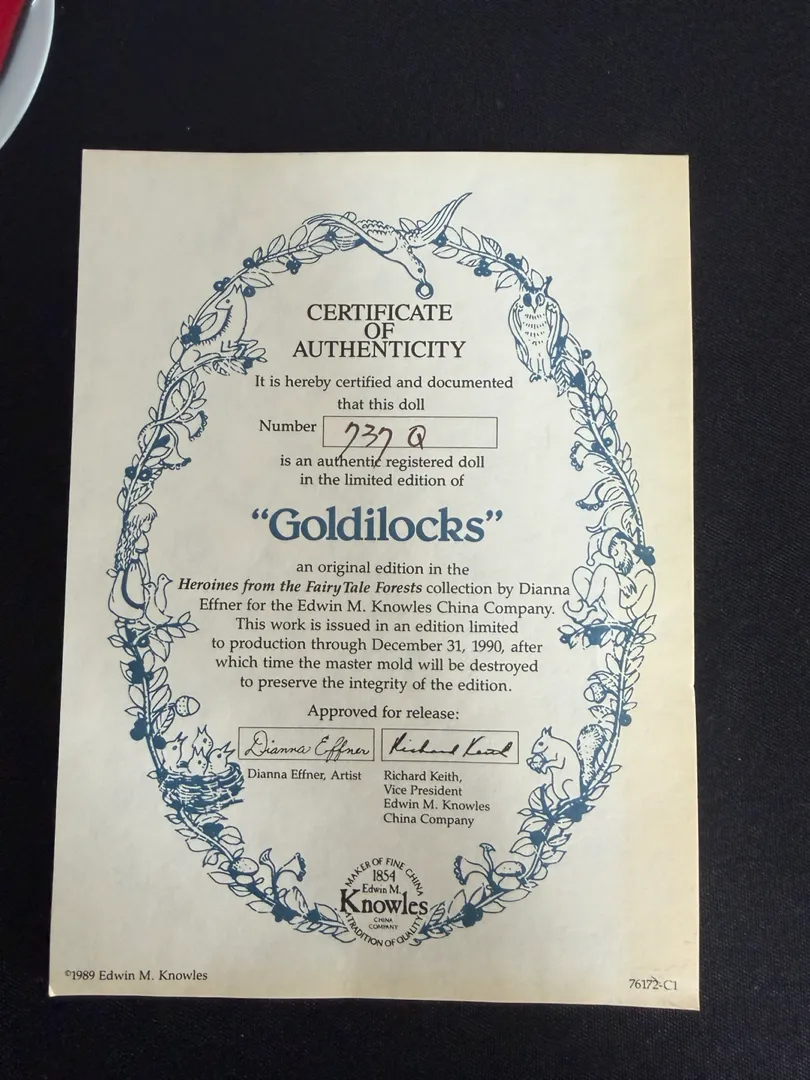 CERTIFICATE
OF
AUTHENTICITY
It is hereby certified and documented
that this doll
Number 737 Q
is an authentic registered doll
in the limited edition of
“Goldilocks”
an original edition in the
Heroines from the Fairy Tale Forests collection by Dianna
Effner for the Edwin M. Knowles China Company.
This work is issued in an edition limited
to production through December 31, 1990, after
which time the master mold will be destroyed
to preserve the integrity of the edition.
Approved for release:
Dianna Effner Richard Keith
Dianna Effner, Artist
Richard Keith,
Vice President
Edwin M. Knowles
China Company
MAKER OF FINE CHINA
1854
Edwin M.
Knowles
CHINA
COMPANY
A TRADITION OF QUALITY
©1989 Edwin M. Knowles
76172-C1